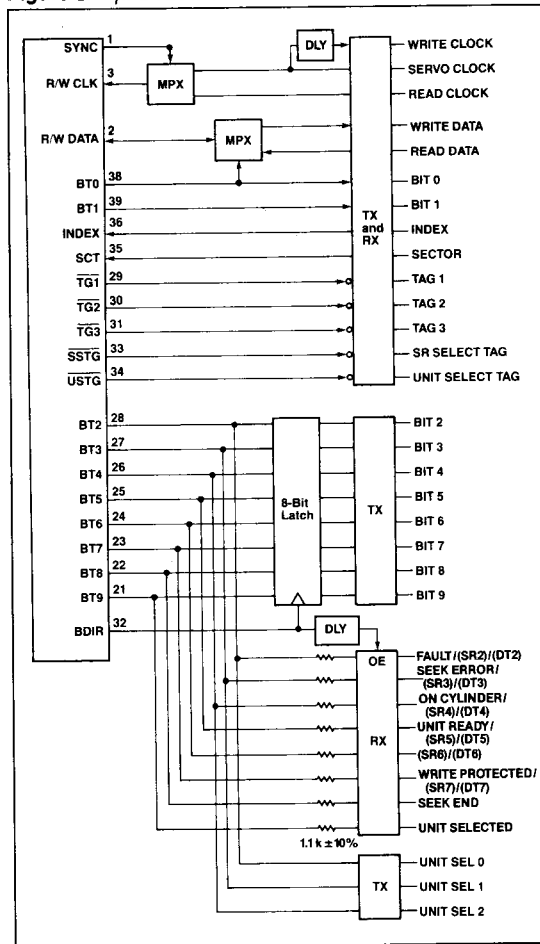 SYNC 1 DLY WRITE CLOCK
R/W CLK 3 MPX SERVO CLOCK
READ CLOCK
R/W DATA 2 MPX WRITE DATA
READ DATA
BT0 38 BIT 0
BT1 39 BIT 1
INDEX 36 TX and RX INDEX
SCT 35 SECTOR
TG1 29 TAG 1
TG2 30 TAG 2
TG3 31 TAG 3
SSTG 33 SR SELECT TAG
USTG 34 UNIT SELECT TAG
BT2 28 BIT 2
BT3 27 BIT 3
BT4 26 BIT 4
BT5 25 8-Bit Latch TX BIT 5
BT6 24 BIT 6
BT7 23 BIT 7
BT8 22 BIT 8
BT9 21 BIT 9
BDIR 32 DLY
OE FAULT/(SR2)/(DT2)
SEEK ERROR/
(SR3)/(DT3)
ON CYLINDER/
(SR4)/(DT4)
UNIT READY/
(SR5)/(DT5)
RX (SR6)/(DT6)
WRITE PROTECTED/
(SR7)/(DT7)
SEEK END
UNIT SELECTED
1.1 k ± 10%
UNIT SEL 0
TX UNIT SEL 1
UNIT SEL 2